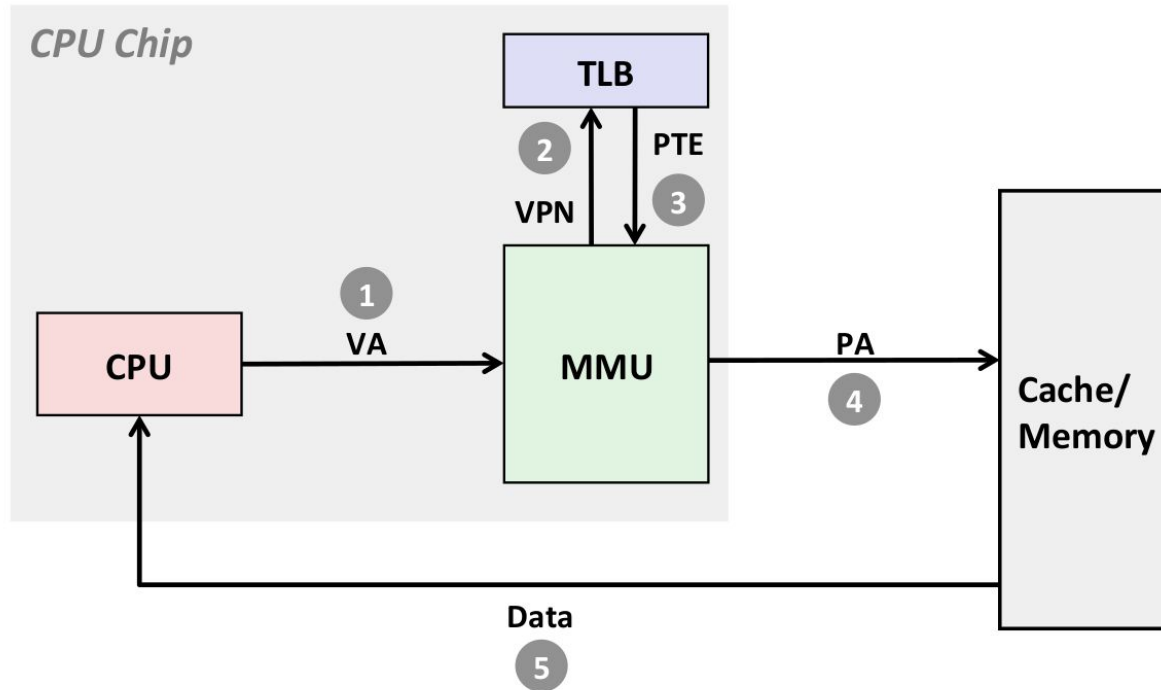 CPU Chip
TLB
2
PTE
VPN
3
1
VA
CPU
MMU
PA
4
Cache/
Memory
Data
5